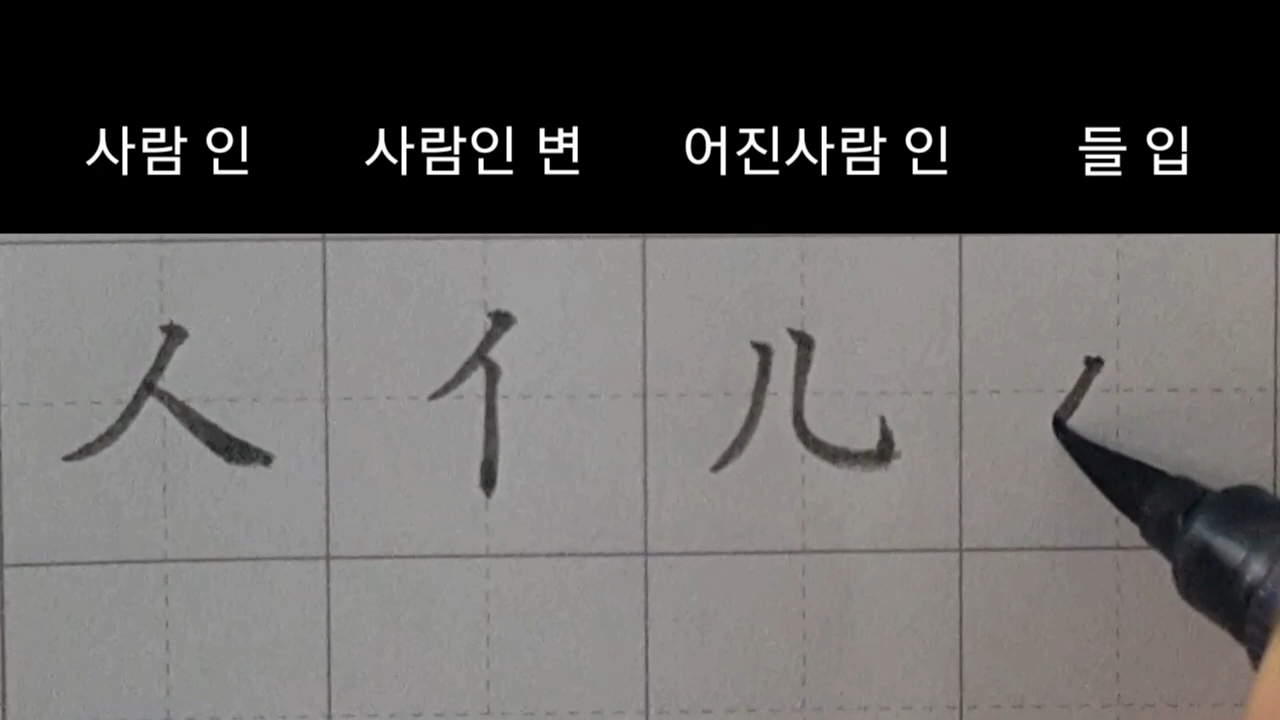 사람 인 사람인 변 어진사람 인 들 입
人 亻 儿